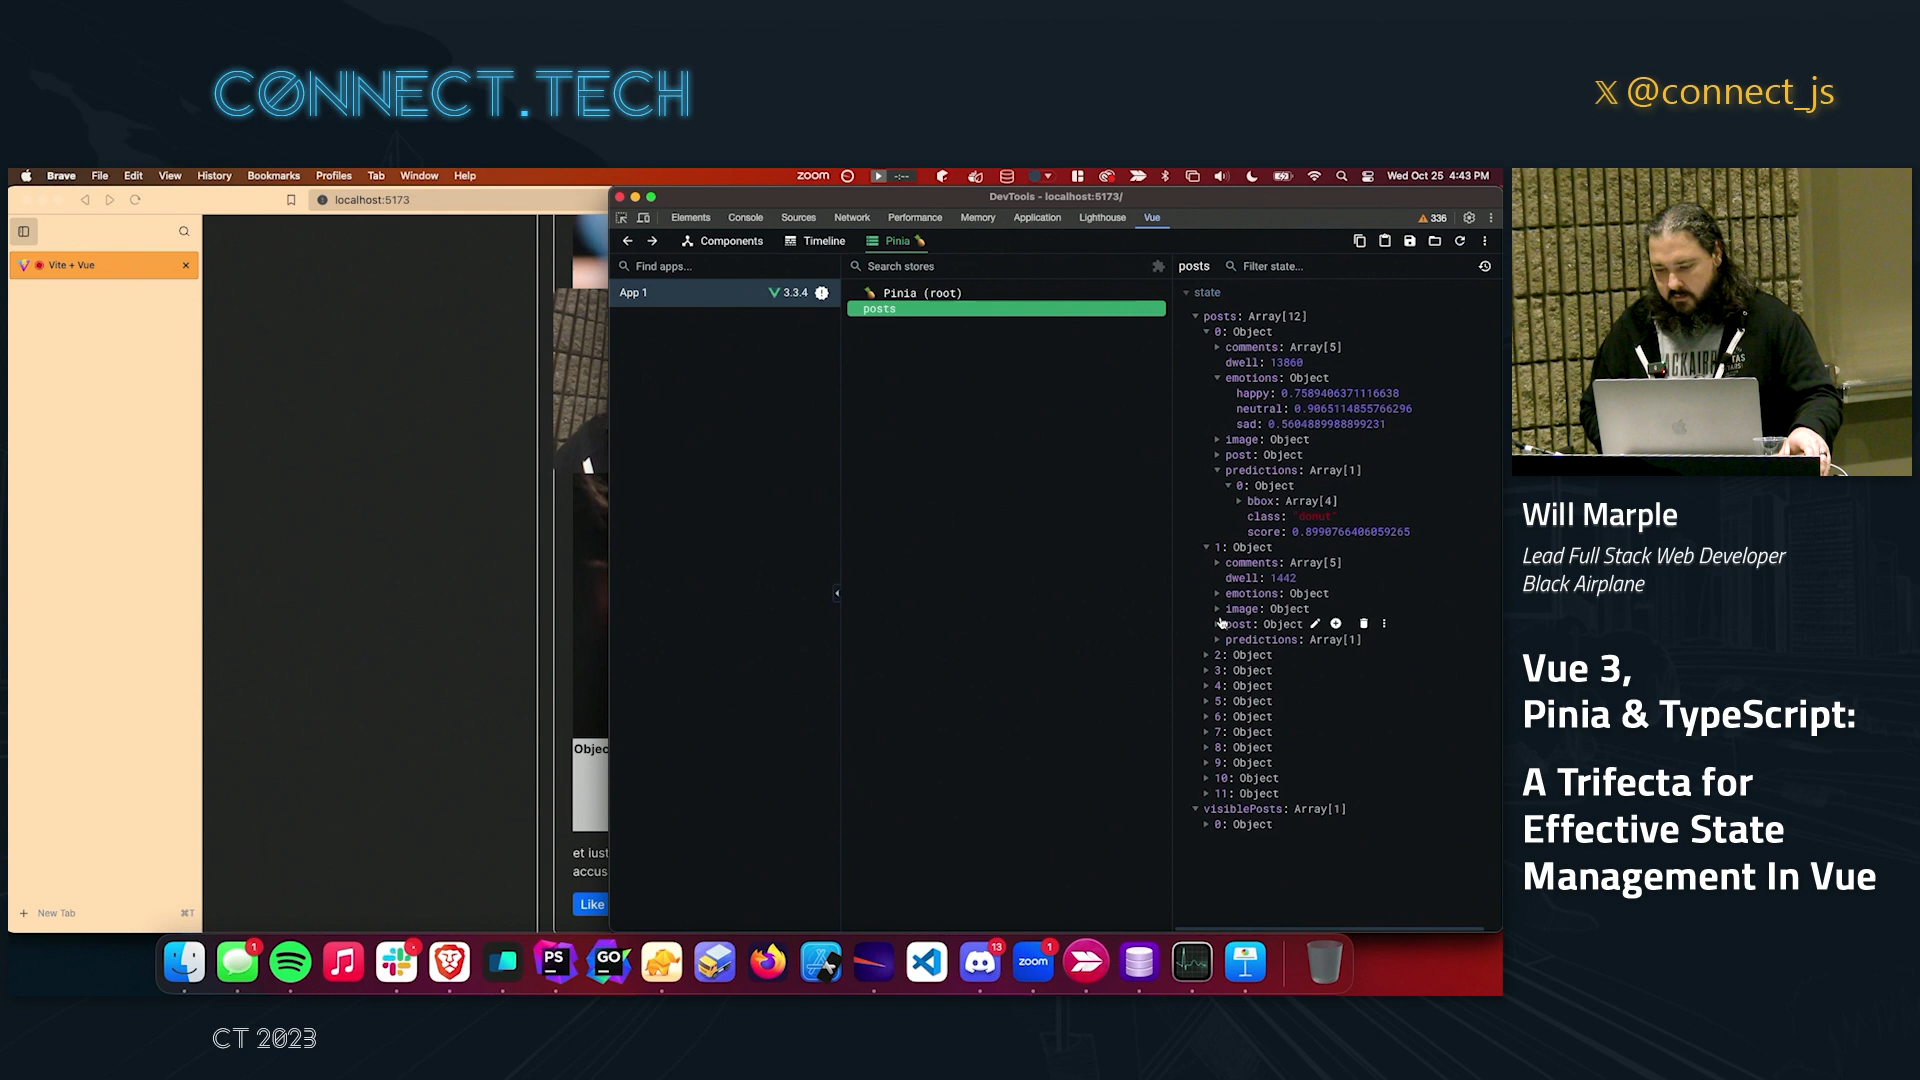 CONNECT.TECH
𝕏 @connect_js
Brave File Edit View History Bookmarks Profiles Tab Window Help
zoom -:-- Wed Oct 25 4:43 PM
localhost:5173
Vite + Vue
New Tab ⌘T
Objec
et iust
accus
Like
DevTools - localhost:5173/
Elements Console Sources Network Performance Memory Application Lighthouse Vue 336
Components Timeline Pinia 🍍
Find apps...
App 1 3.3.4
Search stores
🍍 Pinia (root)
posts
posts Filter state...
state
posts: Array[12]
0: Object
comments: Array[5]
dwell: 13860
emotions: Object
happy: 0.7589406371116638
neutral: 0.9065114855766296
sad: 0.5604889988899231
image: Object
post: Object
predictions: Array[1]
0: Object
bbox: Array[4]
class: "donut"
score: 0.8990766406059265
1: Object
comments: Array[5]
dwell: 1442
emotions: Object
image: Object
post: Object
predictions: Array[1]
2: Object
3: Object
4: Object
5: Object
6: Object
7: Object
8: Object
9: Object
10: Object
11: Object
visiblePosts: Array[1]
0: Object
1
PS
GO
13
zoom
1
Will Marple
Lead Full Stack Web Developer
Black Airplane
Vue 3,
Pinia & TypeScript:
A Trifecta for
Effective State
Management In Vue
CT 2023